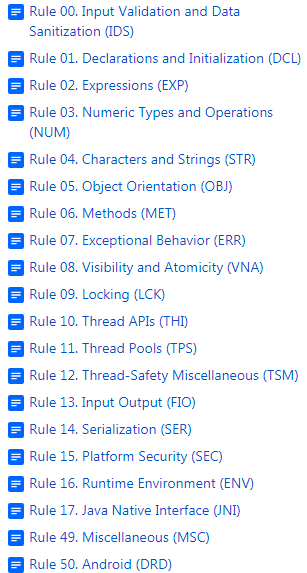 Rule 00. Input Validation and Data
Sanitization (IDS)
Rule 01. Declarations and Initialization (DCL)
Rule 02. Expressions (EXP)
Rule 03. Numeric Types and Operations
(NUM)
Rule 04. Characters and Strings (STR)
Rule 05. Object Orientation (OBJ)
Rule 06. Methods (MET)
Rule 07. Exceptional Behavior (ERR)
Rule 08. Visibility and Atomicity (VNA)
Rule 09. Locking (LCK)
Rule 10. Thread APIs (THI)
Rule 11. Thread Pools (TPS)
Rule 12. Thread-Safety Miscellaneous (TSM)
Rule 13. Input Output (FIO)
Rule 14. Serialization (SER)
Rule 15. Platform Security (SEC)
Rule 16. Runtime Environment (ENV)
Rule 17. Java Native Interface (JNI)
Rule 49. Miscellaneous (MSC)
Rule 50. Android (DRD)